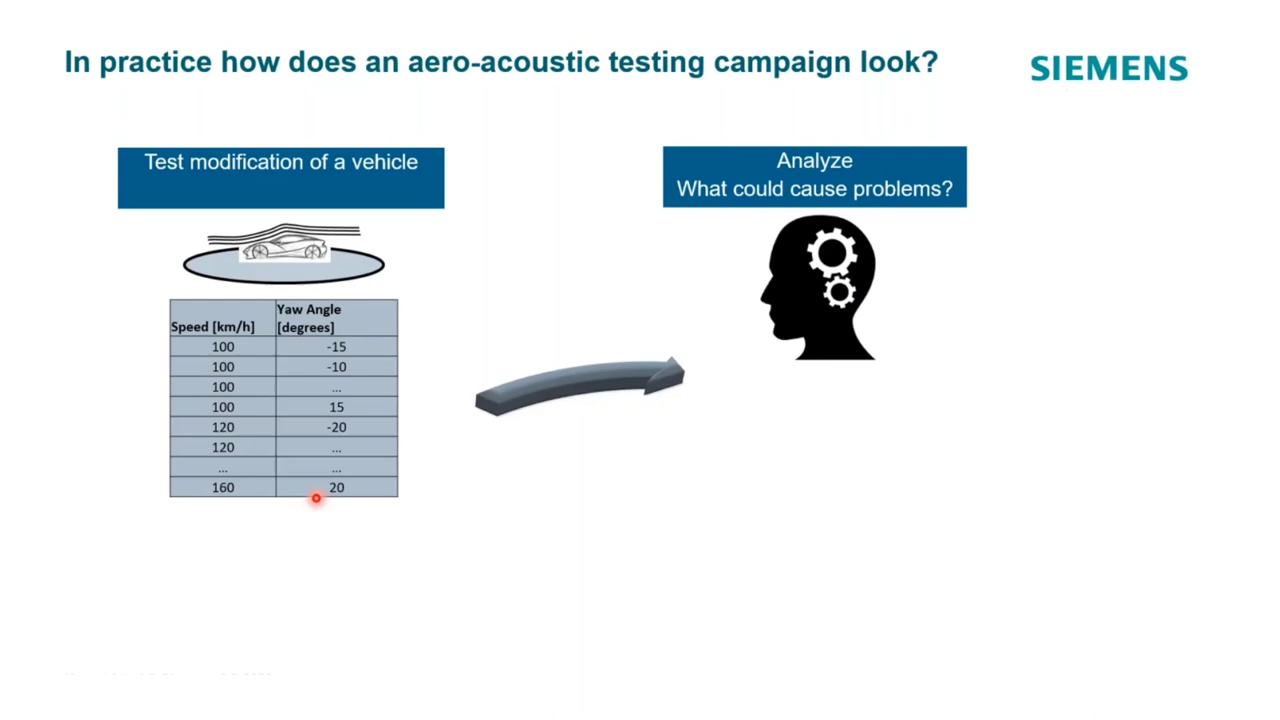 In practice how does an aero-acoustic testing campaign look?
SIEMENS
Test modification of a vehicle
Analyze
What could cause problems?
Speed [km/h] Yaw Angle [degrees]
100 -15
100 -10
100 ...
100 15
120 -20
120 ...
... ...
160 20